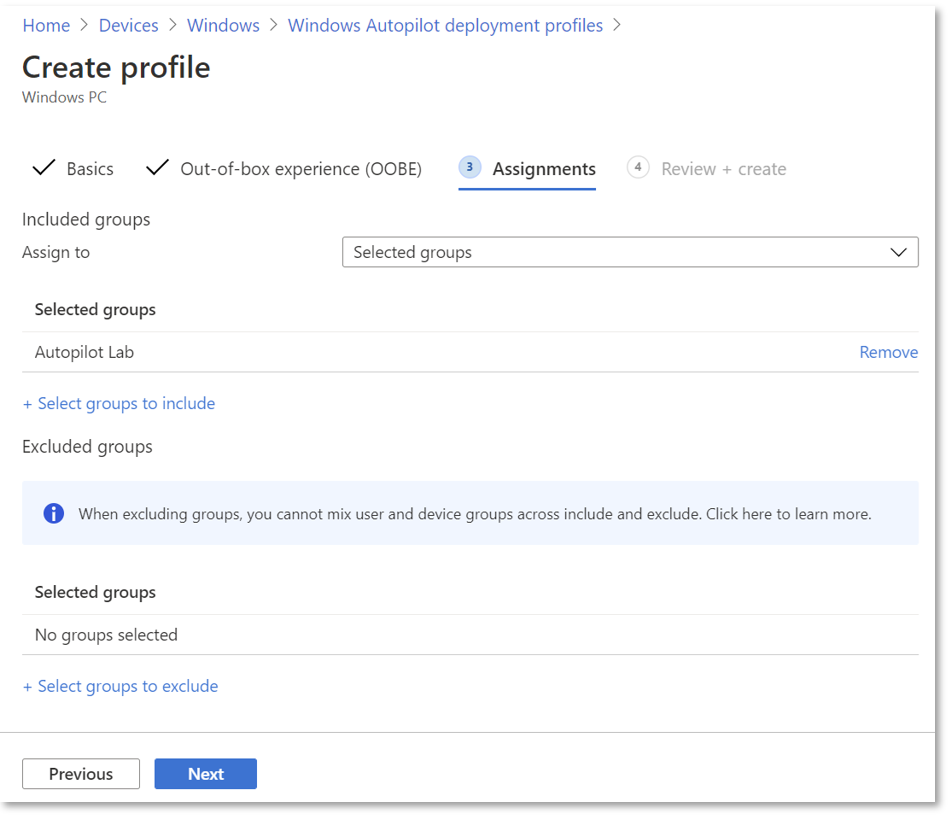 Home > Devices > Windows > Windows Autopilot deployment profiles >
Create profile
Windows PC
Basics Out-of-box experience (OOBE) 3 Assignments 4 Review + create
Included groups
Assign to Selected groups
Selected groups
Autopilot Lab Remove
+ Select groups to include
Excluded groups
When excluding groups, you cannot mix user and device groups across include and exclude. Click here to learn more.
Selected groups
No groups selected
+ Select groups to exclude
Previous Next